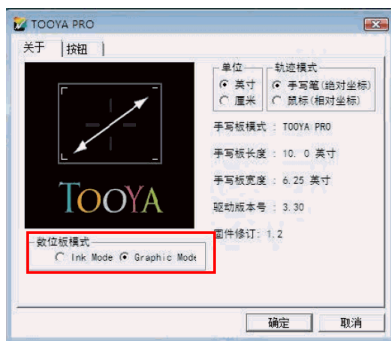 TOOYA PRO
关于 按钮
单位 轨迹模式
英寸 手写笔(绝对坐标)
厘米 鼠标(相对坐标)
手写板模式 : TOOYA PRO
手写板长度 : 10. 0 英寸
手写板宽度 : 6.25 英寸
驱动版本号 : 3.30
固件修订: 1.2
TOOYA
数位板模式
Ink Mode Graphic Mode
确定 取消